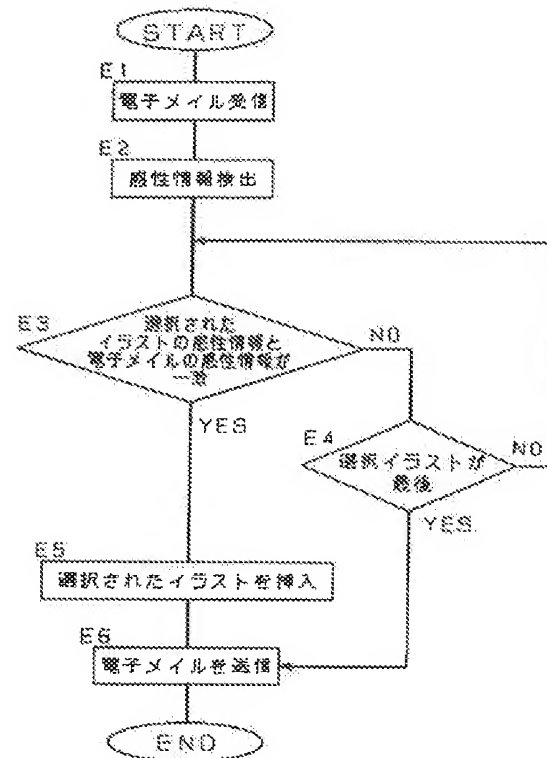 START
E1
電子メイル受信
E2
感性情報検出
E3
選択された
イラストの感性情報と
電子メイルの感性情報が
一致
NO
YES
E4
選択イラストが
最後
NO
YES
E5
選択されたイラストを挿入
E6
電子メイルを送信
END